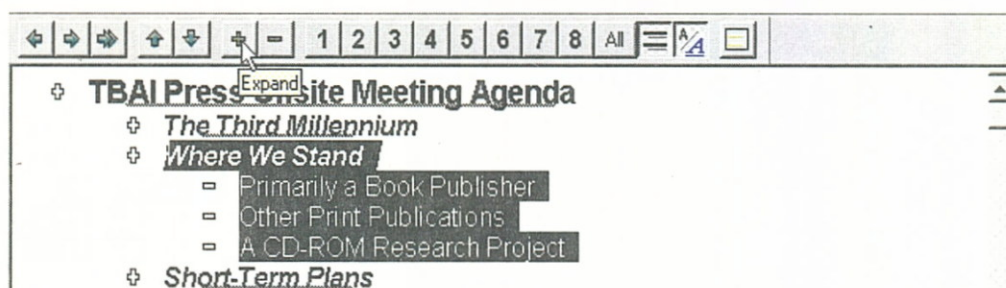 1 2 3 4 5 6 7 8 All A/A
Expand
TBAI Press Onsite Meeting Agenda
The Third Millennium
Where We Stand
Primarily a Book Publisher
Other Print Publications
A CD-ROM Research Project
Short-Term Plans